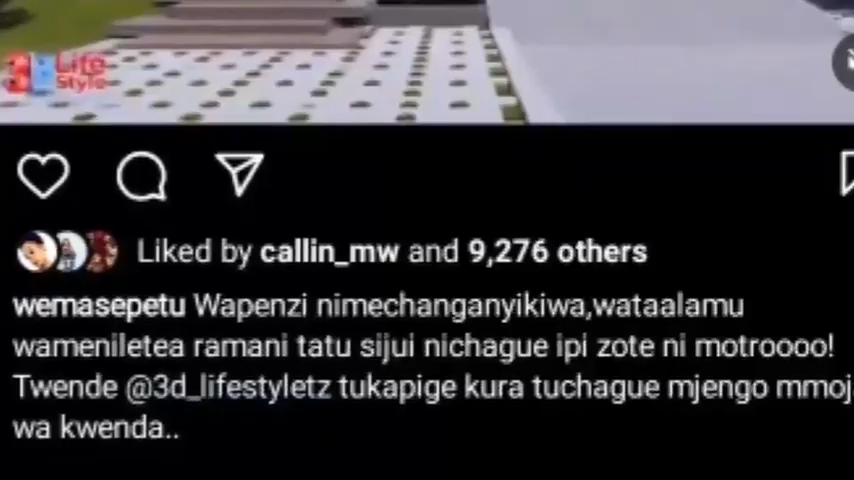 3D Life
Style
Liked by callin_mw and 9,276 others
wemasepetu Wapenzi nimechanganyikiwa,wataalamu
wameniletea ramani tatu sijui nichague ipi zote ni motroooo!
Twende @3d_lifestyletz tukapige kura tuchague mjengo mmoj
wa kwenda..